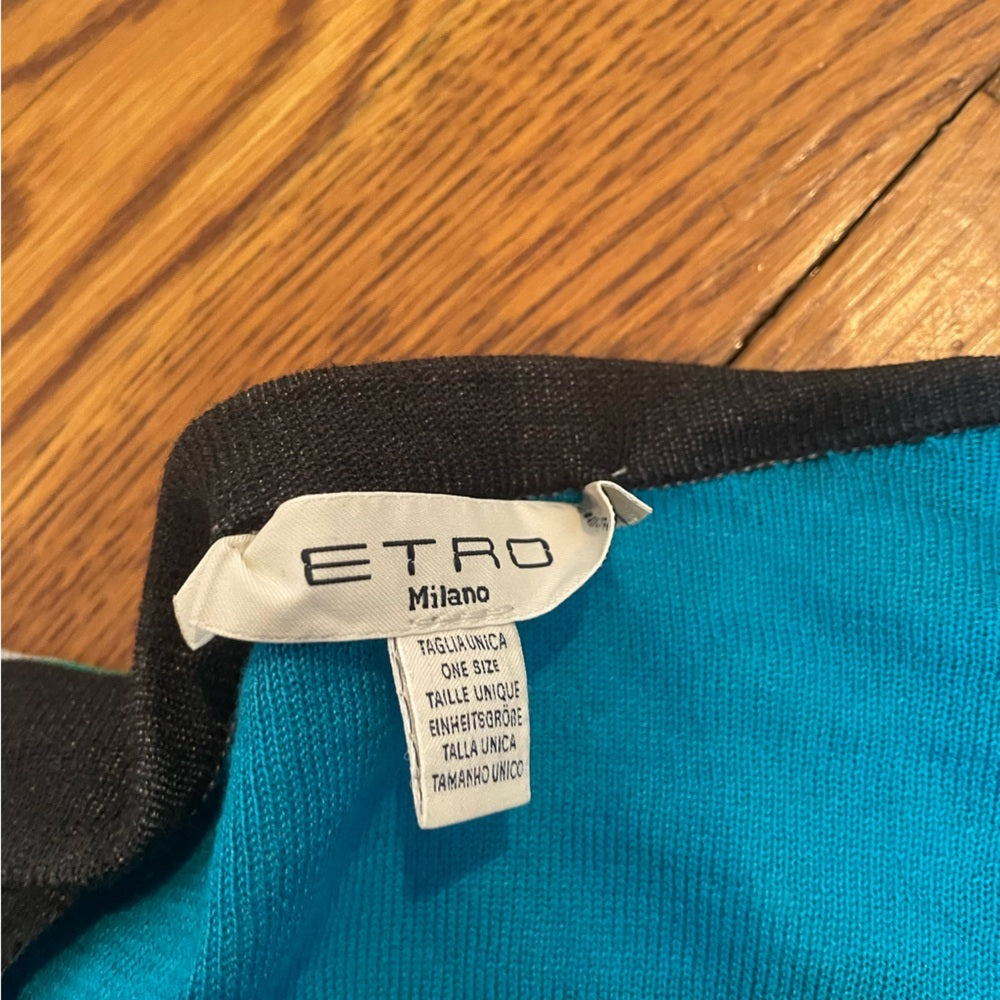 ETRO
Milano
TAGLIA UNICA
ONE SIZE
TAILLE UNIQUE
EINHEITSGRÖßE
TALLA UNICA
TAMANHO UNICO